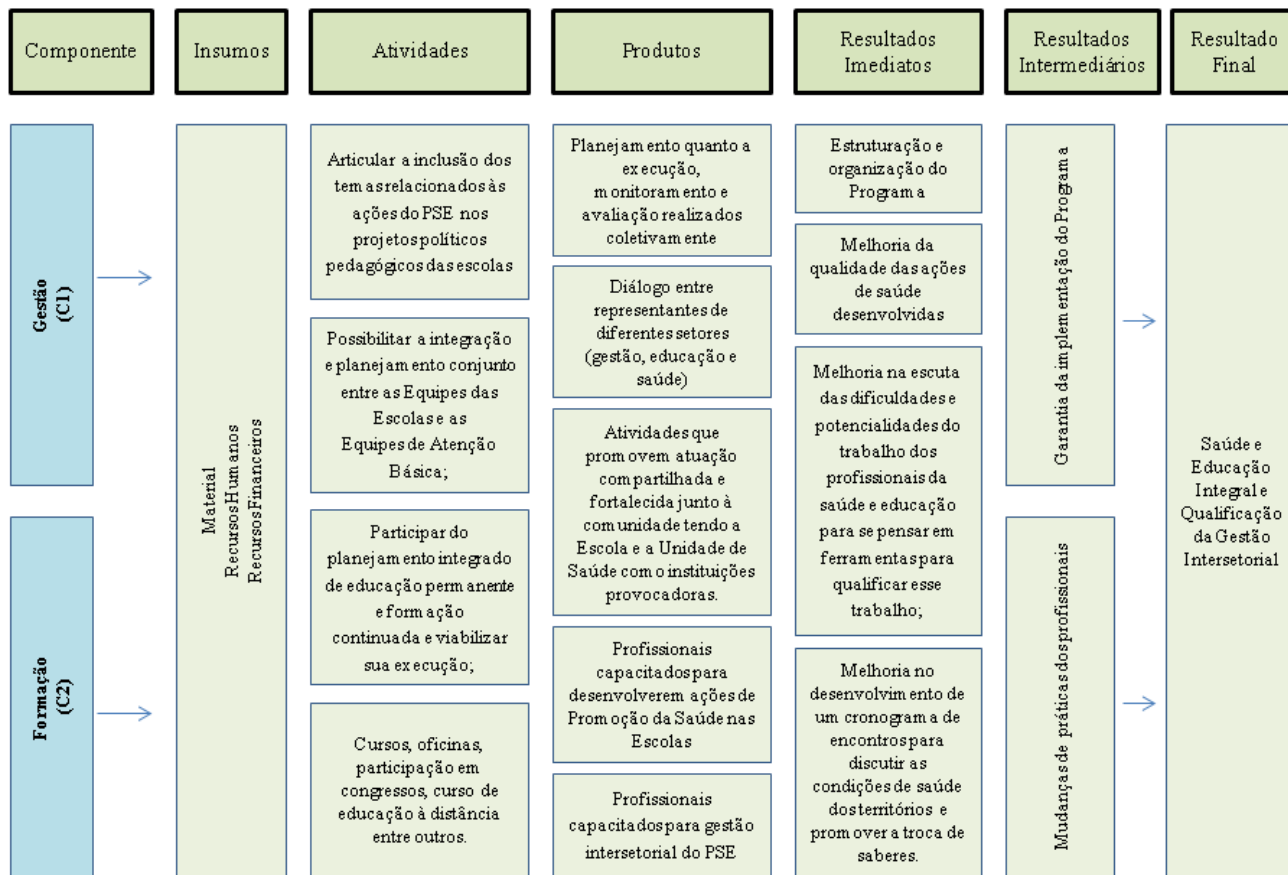 Componente
Insumos
Atividades
Produtos
Resultados
Imediatos
Resultados
Intermediários
Resultado
Final
Gestão
(C1)
Formação
(C2)
Material
Recursos Humanos
Recursos Financeiros
Articular a inclusão dos
temas relacionados às
ações do PSE nos
projetos políticos
pedagógicos das escolas
Possibilitar a integração
e planejamento conjunto
entre as Equipes das
Escolas e as
Equipes de Atenção
Básica;
Participar do
planejamento integrado
de educação permanente
e formação
continuada e viabilizar
sua execução;
Cursos, oficinas,
participação em
congressos, curso de
educação à distância
entre outros.
Planejamento quanto a
execução,
monitoramento e
avaliação realizados
coletivamente
Diálogo entre
representantes de
diferentes setores
(gestão, educação e
saúde)
Atividades que
promovem atuação
compartilhada e
fortalecida junto à
comunidade tendo a
Escola e a Unidade de
Saúde como instituições
provocadoras.
Profissionais
capacitados para
desenvolverem ações de
Promoção da Saúde nas
Escolas
Profissionais
capacitados para gestão
intersetorial do PSE
Estruturação e
organização do
Programa
Melhoria da
qualidade das ações
de saúde
desenvolvidas
Melhoria na escuta
das dificuldades e
potencialidades do
trabalho dos
profissionais da
saúde e educação
para se pensar em
ferramentas para
qualificar esse
trabalho;
Melhoria no
desenvolvimento de
um cronograma de
encontros para
discutir as
condições de saúde
dos territórios e
promover a troca de
saberes.
Garantia da implementação do Programa
Mudanças de práticas dos profissionais
Saúde e
Educação
Integral e
Qualificação
da Gestão
Intersetorial